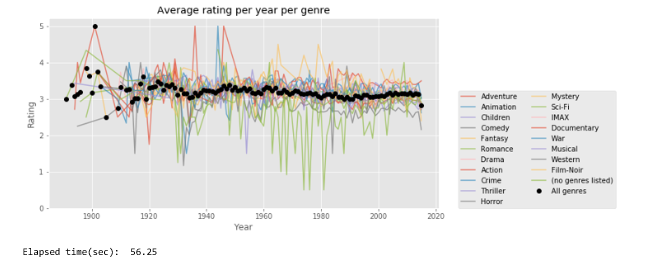 Average rating per year per genre
5
4
3
2
1
0
Rating
1900
1920
1940
1960
1980
2000
2020
Year
Adventure
Animation
Children
Comedy
Fantasy
Romance
Drama
Action
Crime
Thriller
Horror
Mystery
Sci-Fi
IMAX
Documentary
War
Musical
Western
Film-Noir
(no genres listed)
All genres
Elapsed time(sec): 56.25